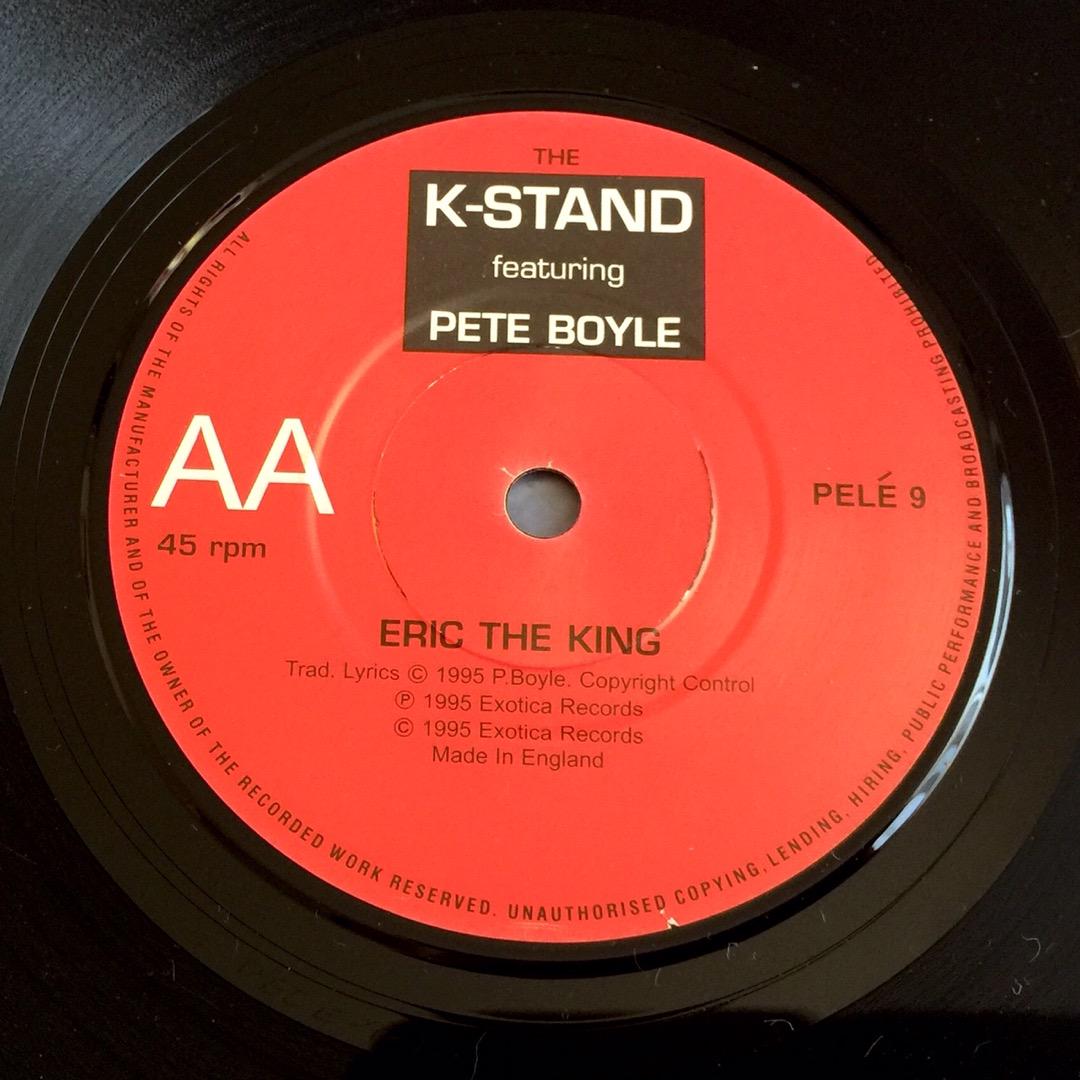 THE
K-STAND
featuring
PETE BOYLE
AA
45 rpm
PELÉ 9
ERIC THE KING
Trad. Lyrics © 1995 P.Boyle. Copyright Control
℗ 1995 Exotica Records
© 1995 Exotica Records
Made In England
ALL RIGHTS OF THE MANUFACTURER AND OF THE OWNER OF THE RECORDED WORK RESERVED. UNAUTHORISED COPYING, LENDING, HIRING, PUBLIC PERFORMANCE AND BROADCASTING PROHIBITED